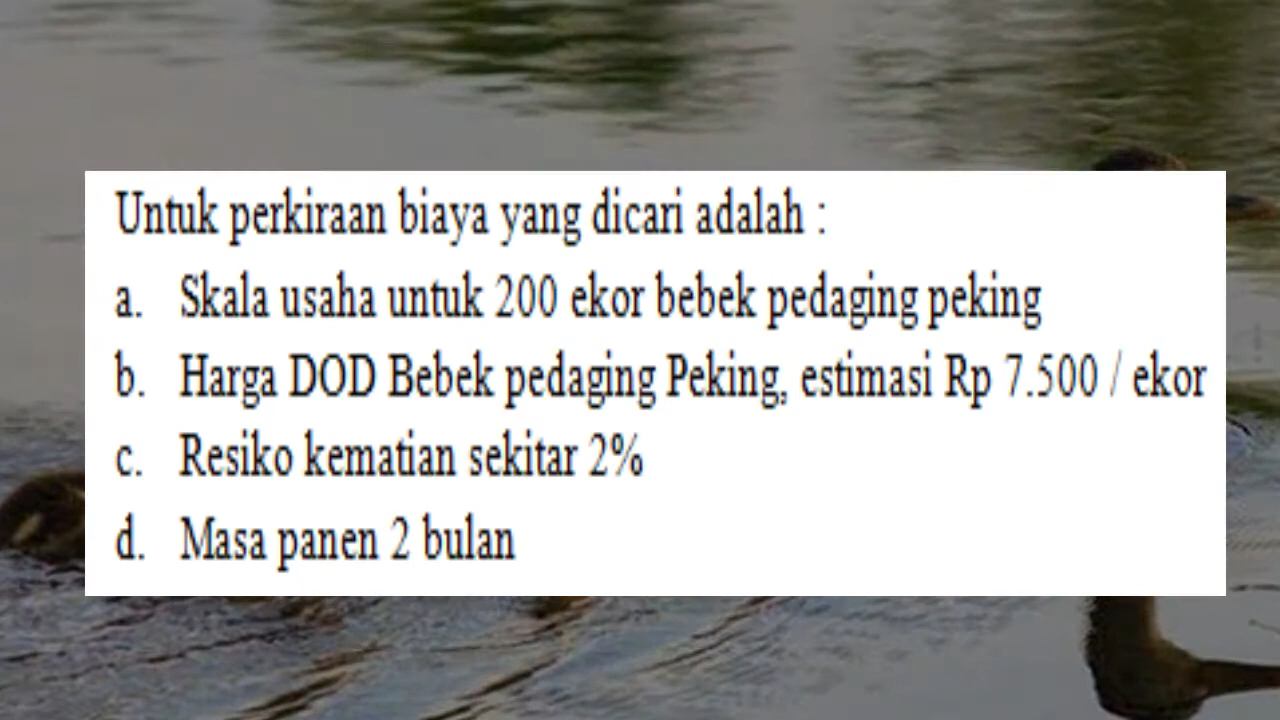 Untuk perkiraan biaya yang dicari adalah :
a. Skala usaha untuk 200 ekor bebek pedaging peking
b. Harga DOD Bebek pedaging Peking, estimasi Rp 7.500 / ekor
c. Resiko kematian sekitar 2%
d. Masa panen 2 bulan